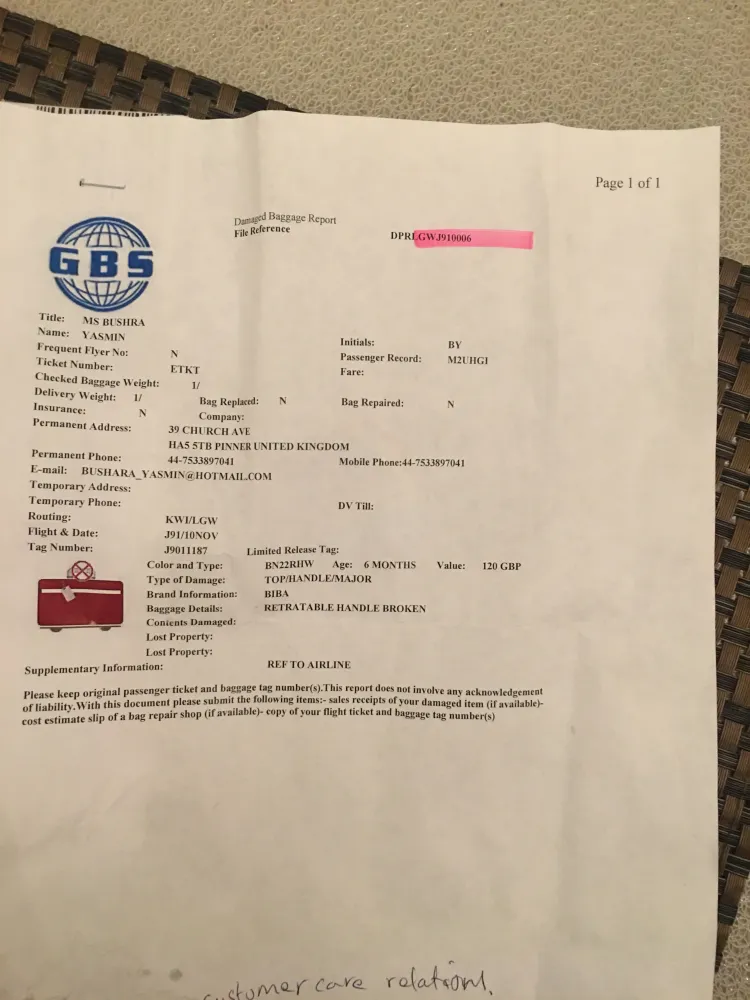 Page 1 of 1
Damaged Baggage Report
File Reference DPRLGWJ910006
GBS
Title: MS BUSHRA
Name: YASMIN Initials: BY
Frequent Flyer No: N Passenger Record: M2UHGI
Ticket Number: ETKT Fare:
Checked Baggage Weight: 1/
Delivery Weight: 1/ Bag Replaced: N Bag Repaired: N
Insurance: N Company:
Permanent Address: 39 CHURCH AVE
HA5 5TB PINNER UNITED KINGDOM
Permanent Phone: 44-7533897041 Mobile Phone:44-7533897041
E-mail: BUSHARA_YASMIN@HOTMAIL.COM
Temporary Address:
Temporary Phone: DV Till:
Routing: KWI/LGW
Flight & Date: J91/10NOV
Tag Number: J9011187 Limited Release Tag:
Color and Type: BN22RHW Age: 6 MONTHS Value: 120 GBP
Type of Damage: TOP/HANDLE/MAJOR
Brand Information: BIBA
Baggage Details: RETRATABLE HANDLE BROKEN
Contents Damaged:
Lost Property:
Lost Property:
Supplementary Information: REF TO AIRLINE
Please keep original passenger ticket and baggage tag number(s).This report does not involve any acknowledgement
of liability.With this document please submit the following items:- sales receipts of your damaged item (if available)-
cost estimate slip of a bag repair shop (if available)- copy of your flight ticket and baggage tag number(s)
customer care relations,